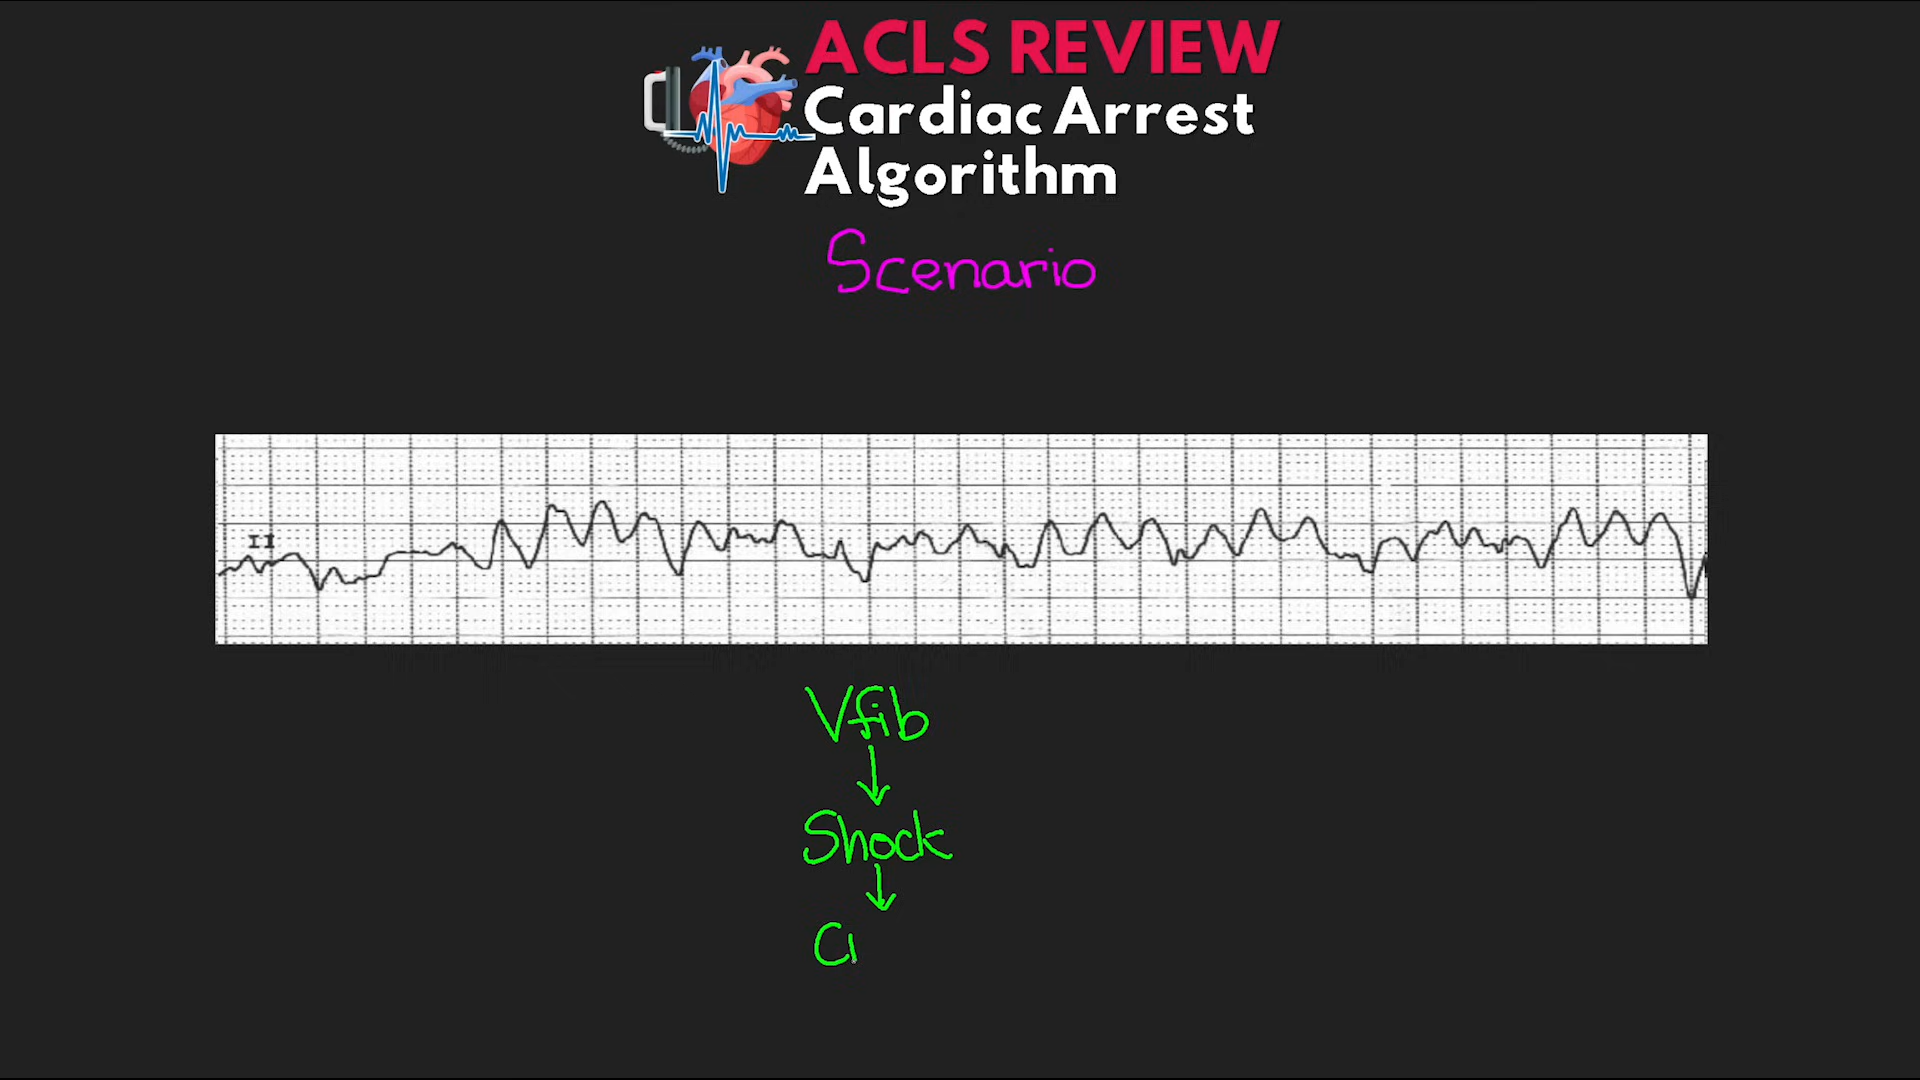 ACLS REVIEW
Cardiac Arrest
Algorithm
Scenario
II
Vfib
Shock